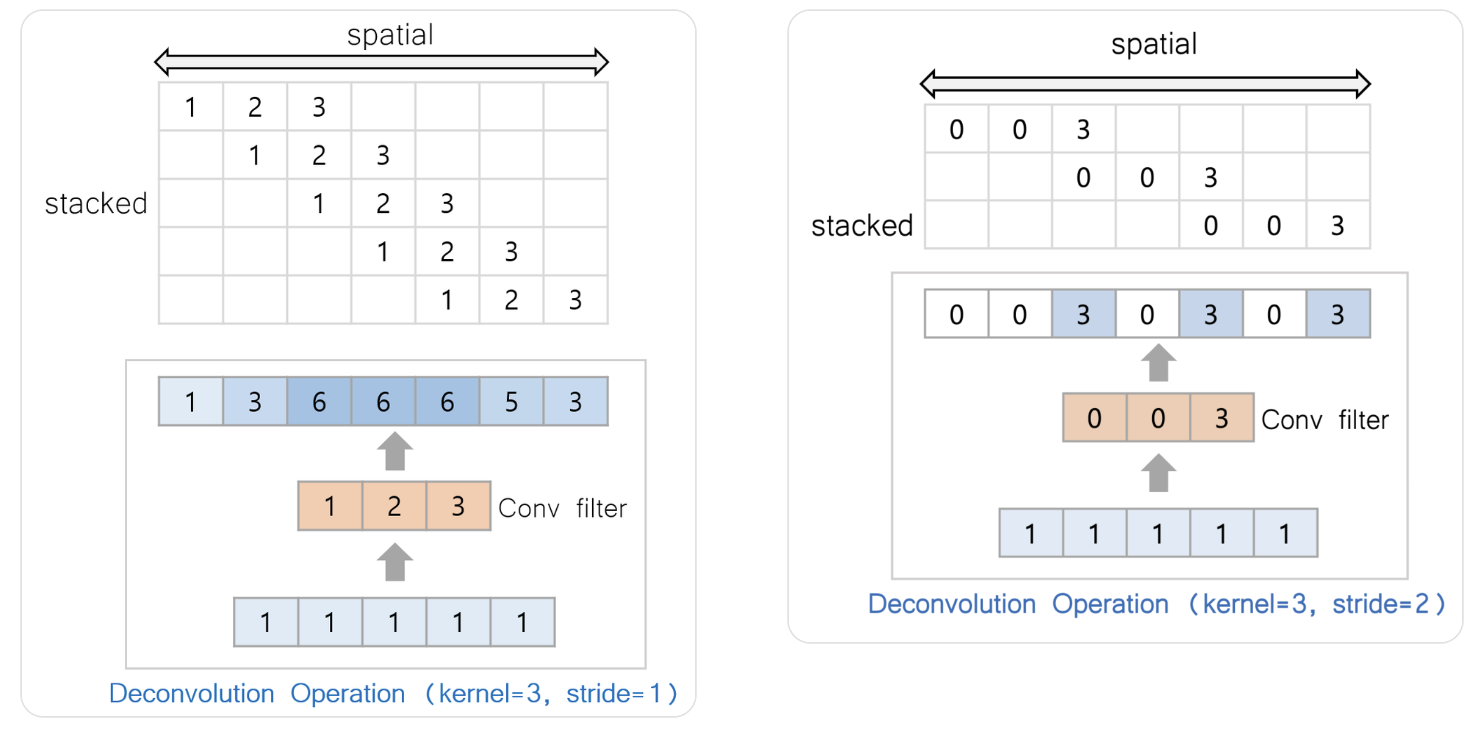 spatial
1 2 3
1 2 3
stacked 1 2 3
1 2 3
1 2 3
1 3 6 6 6 5 3
1 2 3 Conv filter
1 1 1 1 1
Deconvolution Operation (kernel=3, stride=1)
spatial
0 0 3
0 0 3
stacked 0 0 3
0 0 3 0 3 0 3
0 0 3 Conv filter
1 1 1 1 1
Deconvolution Operation (kernel=3, stride=2)